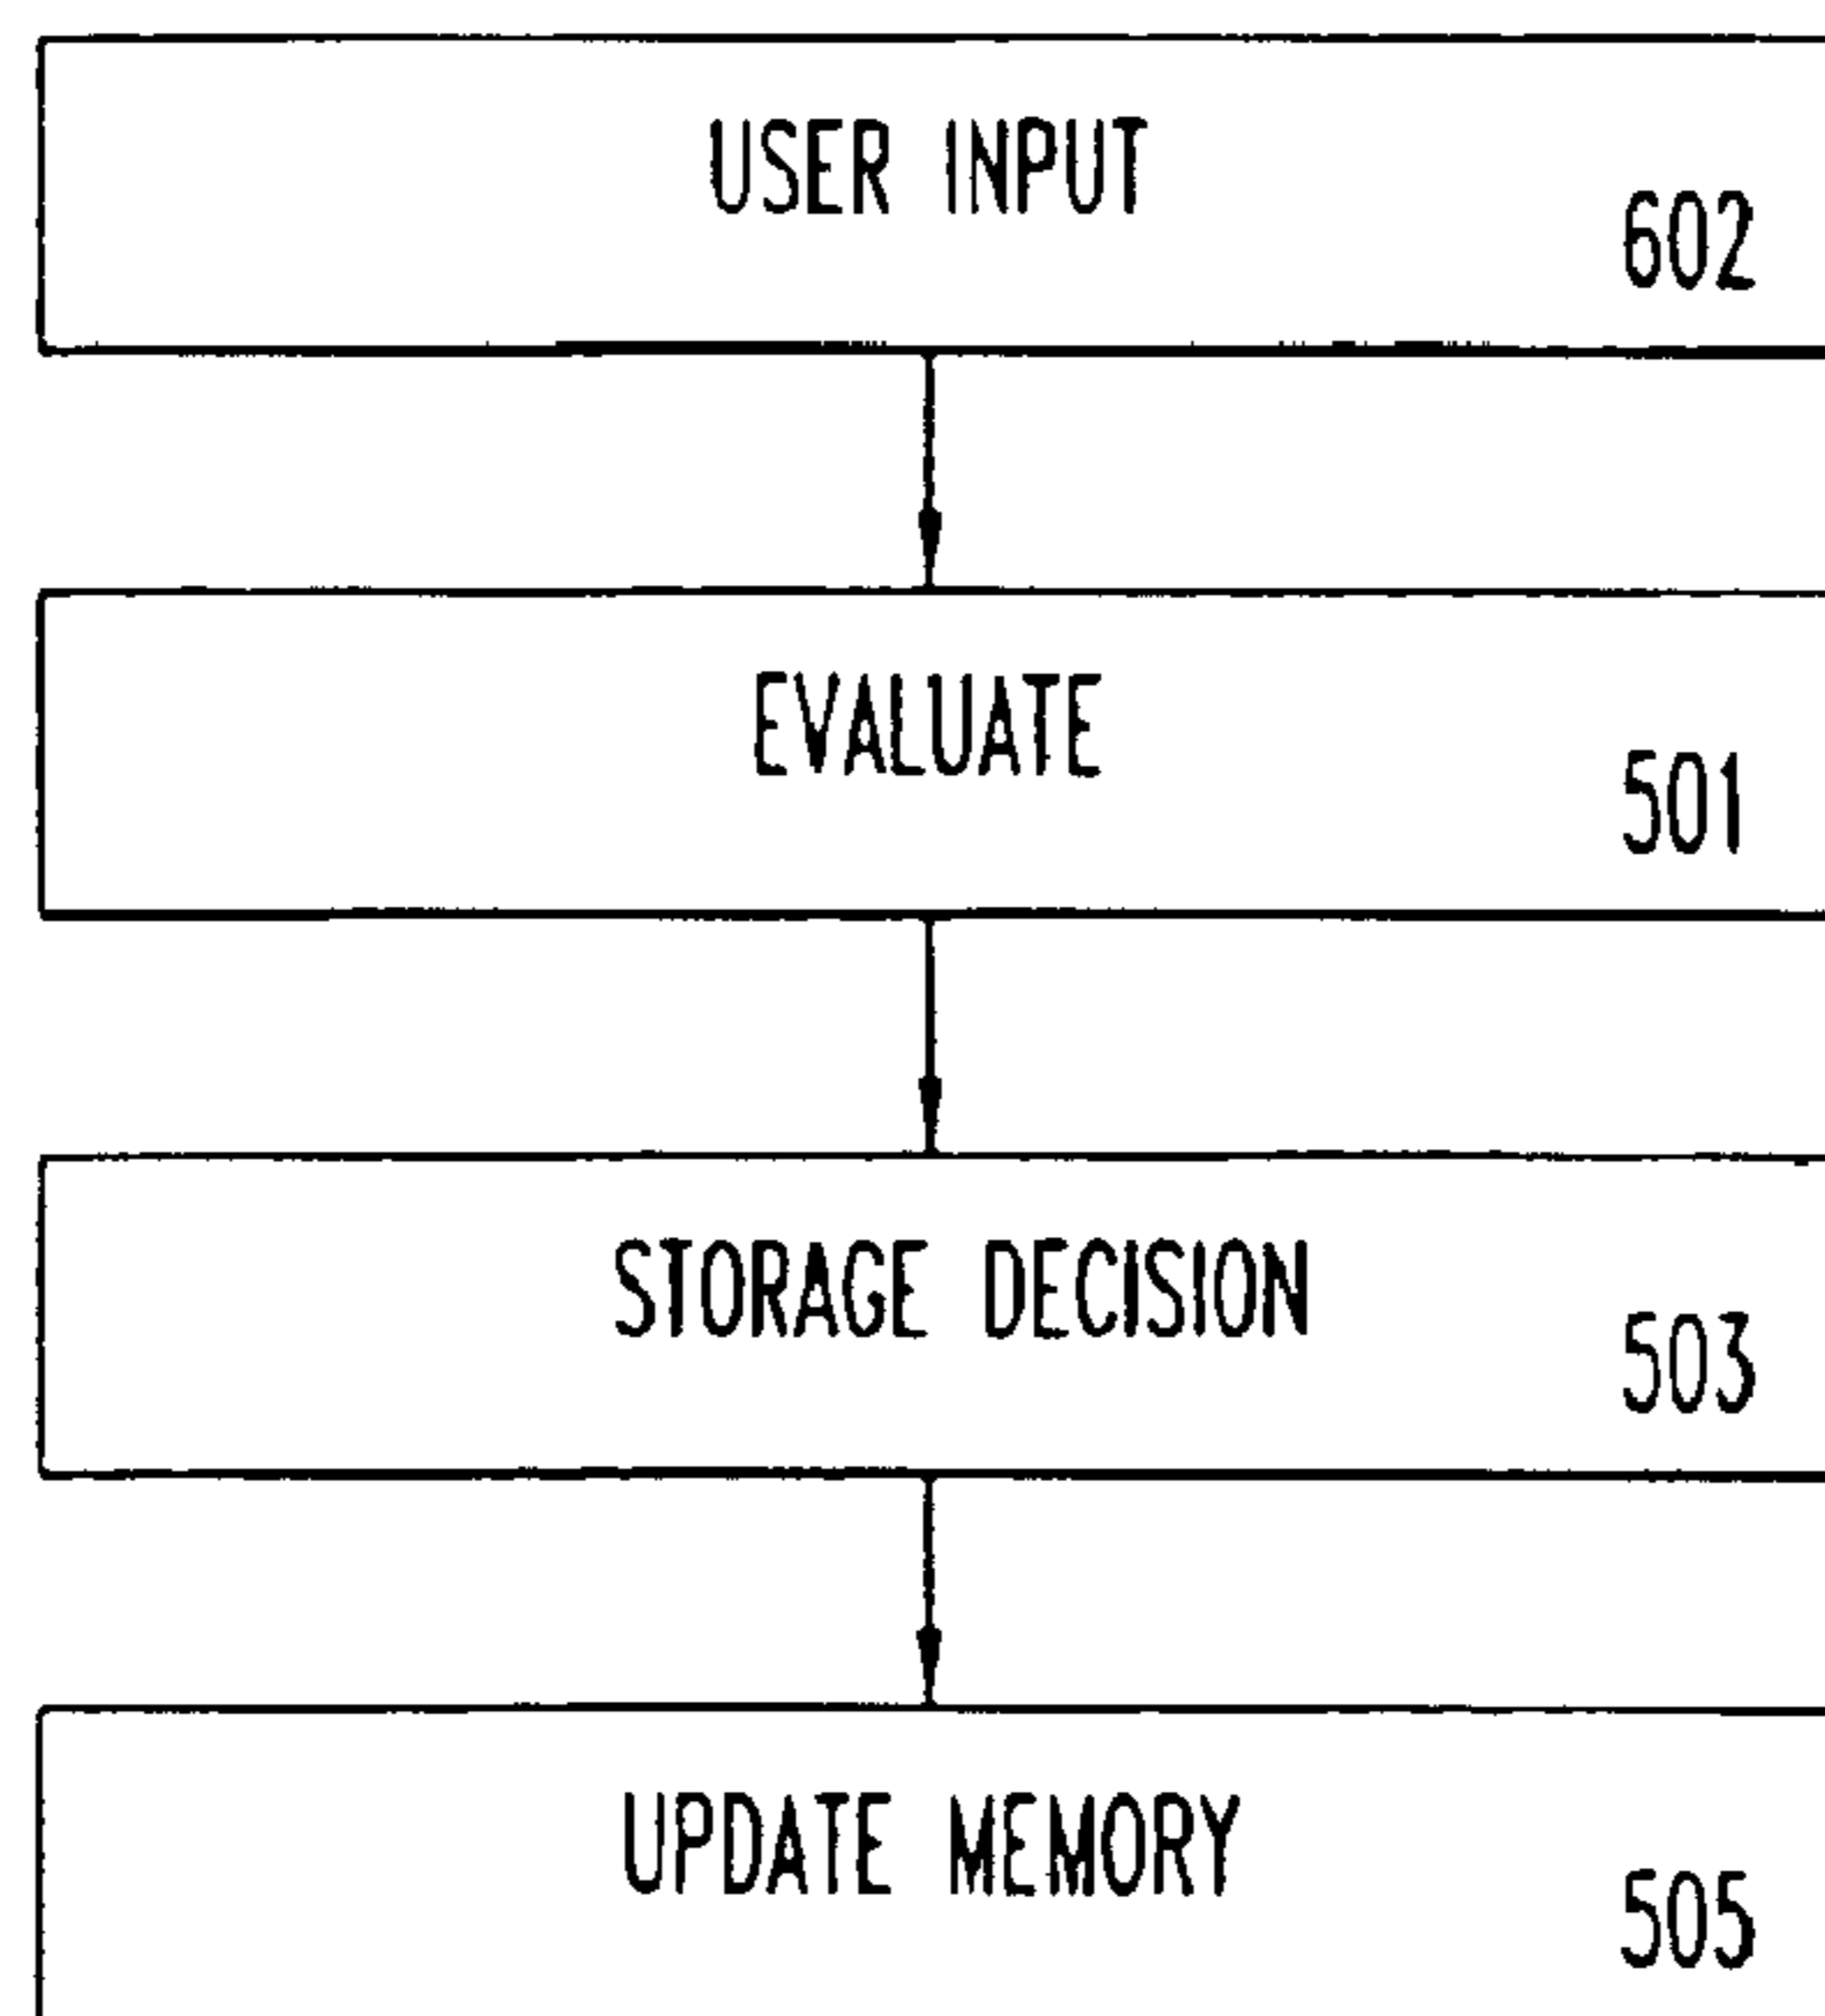 USER INPUT
602
EVALUATE
501
STORAGE DECISION
503
UPDATE MEMORY
505